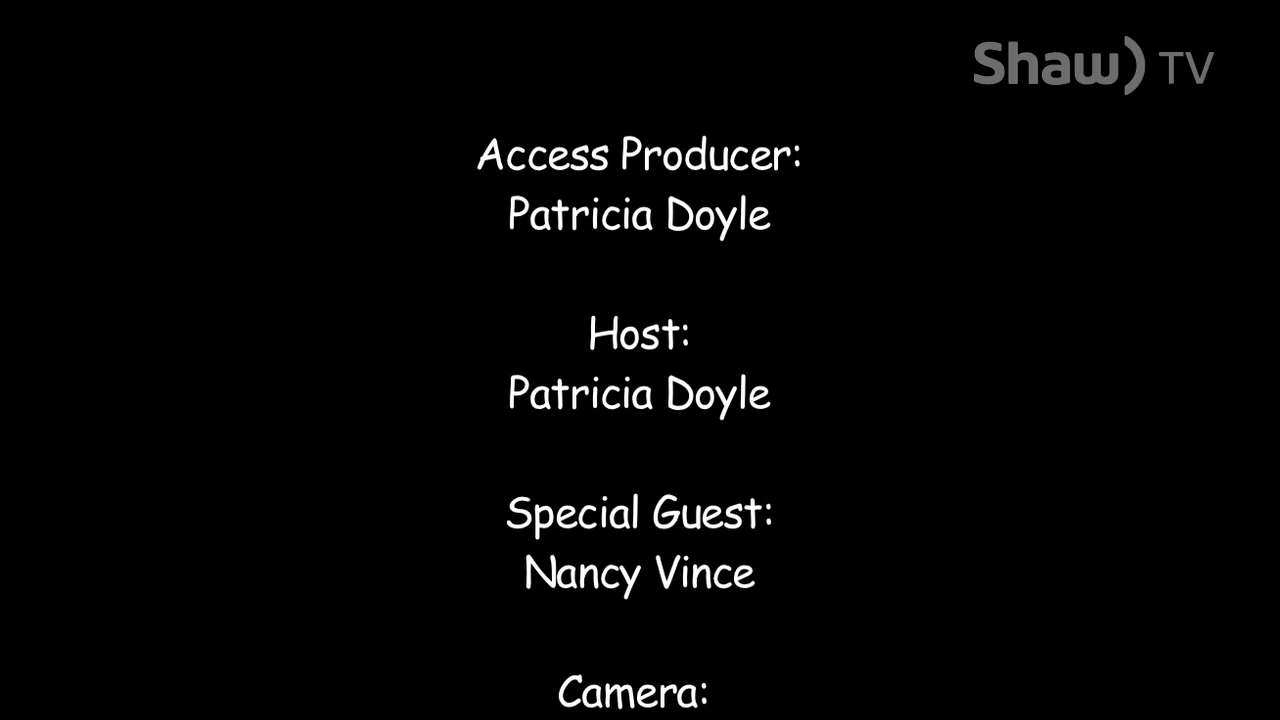 Shaw) TV
Access Producer:
Patricia Doyle
Host:
Patricia Doyle
Special Guest:
Nancy Vince
Camera: